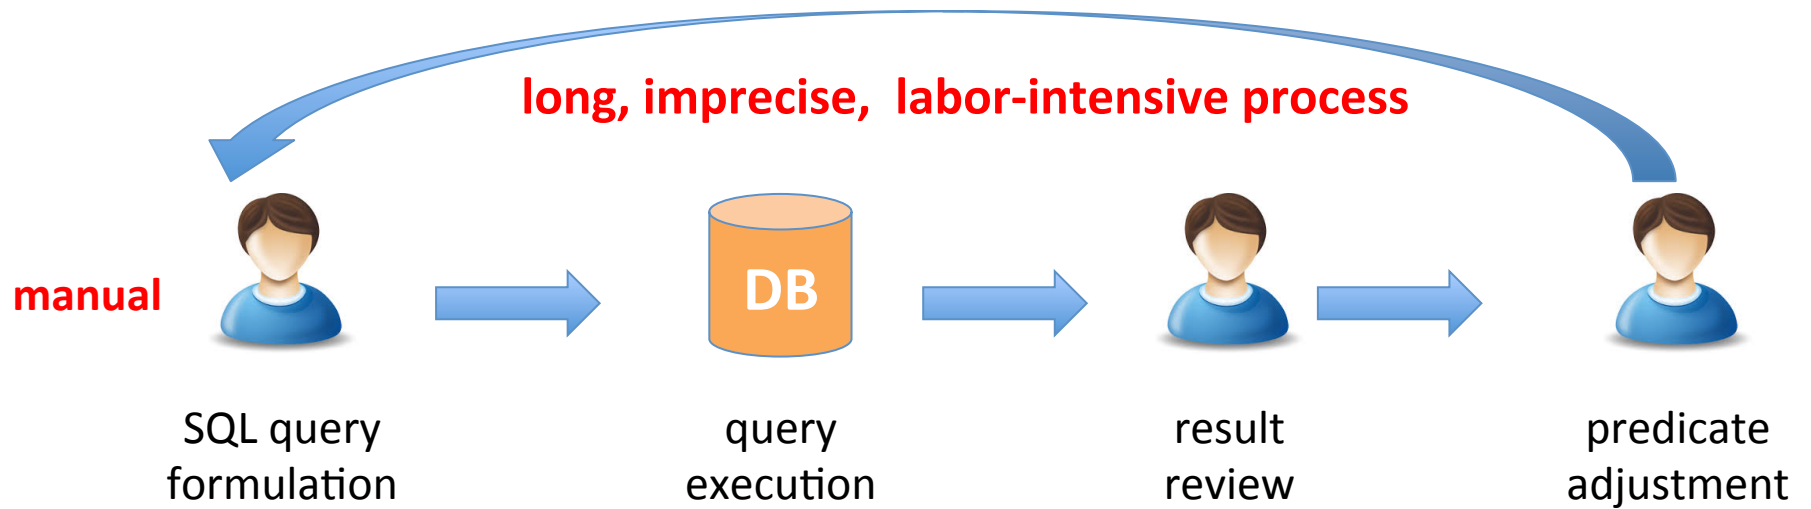 long, imprecise,  labor-intensive process
manual
DB
SQL query
formulation
query
execution
result
review
predicate
adjustment